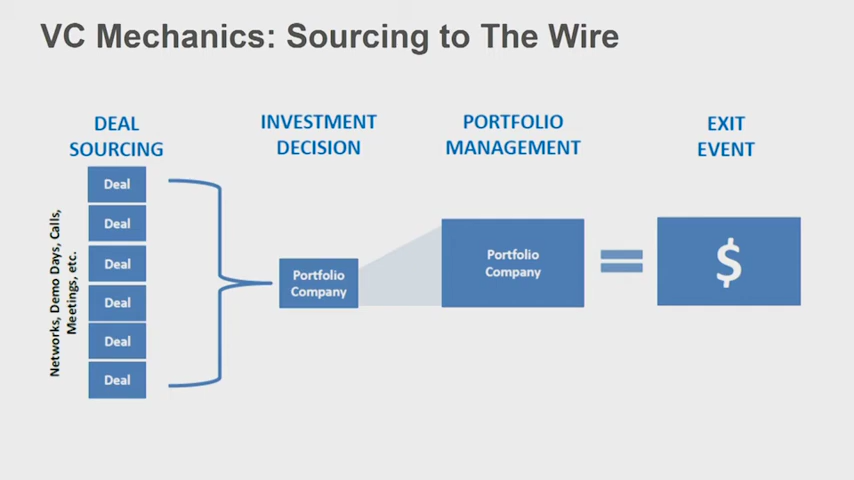 VC Mechanics: Sourcing to The Wire
DEAL
SOURCING
INVESTMENT
DECISION
PORTFOLIO
MANAGEMENT
EXIT
EVENT
Networks, Demo Days, Calls,
Meetings, etc.
Deal
Deal
Deal
Deal
Deal
Deal
Portfolio
Company
Portfolio
Company
$